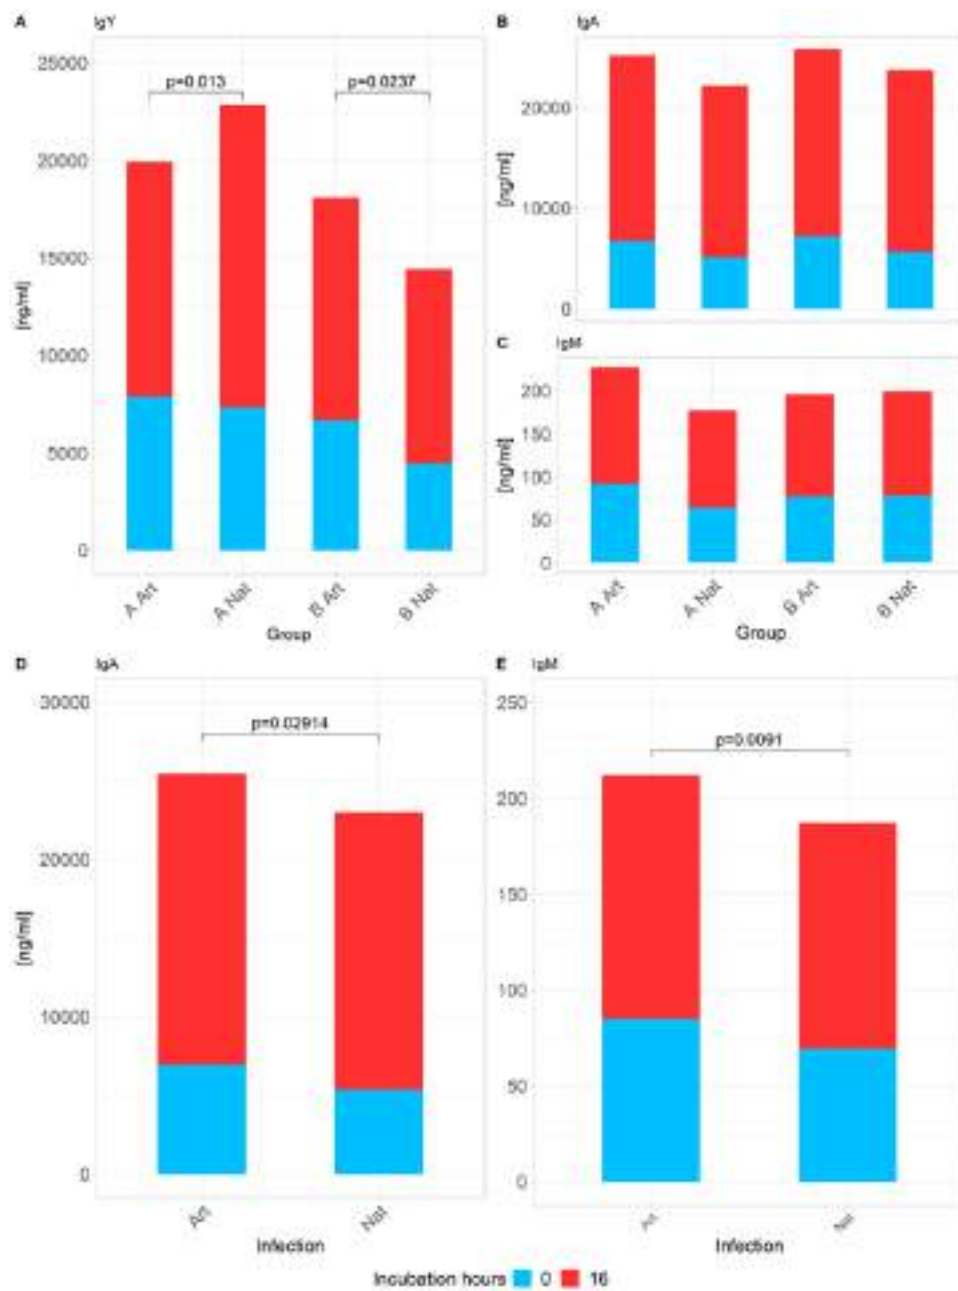 A IgY
25000
20000
15000
10000
5000
0
[ng/ml]
p=0.013
p=0.0237
A Art
A Nat
B Art
B Nat
Group
B IgA
20000
10000
0
[ng/ml]
C IgM
200
150
100
50
0
[ng/ml]
A Art
A Nat
B Art
B Nat
Group
D IgA
30000
20000
10000
0
[ng/ml]
p=0.02914
Art
Nat
Infection
E IgM
250
200
150
100
50
0
p=0.0091
Art
Nat
Infection
Incubation hours 0 16